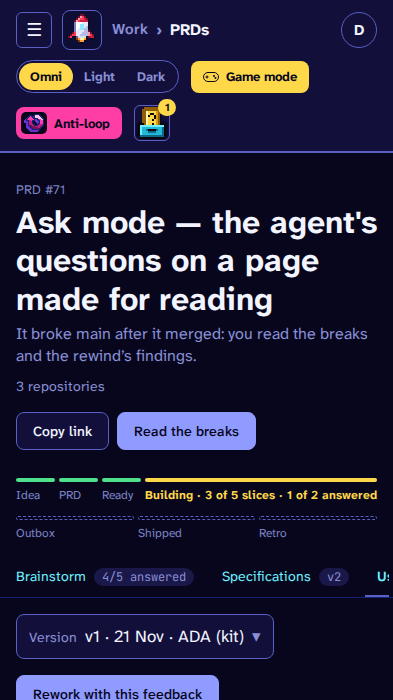 ☰ Work › PRDs D
Omni Light Dark Game mode
Anti-loop 1
PRD #71
Ask mode — the agent's
questions on a page
made for reading
It broke main after it merged: you read the breaks
and the rewind's findings.
3 repositories
Copy link Read the breaks
Idea PRD Ready Building · 3 of 5 slices · 1 of 2 answered
Outbox Shipped Retro
Brainstorm 4/5 answered Specifications v2
Version v1 · 21 Nov · ADA (kit) ▾
Rework with this feedback